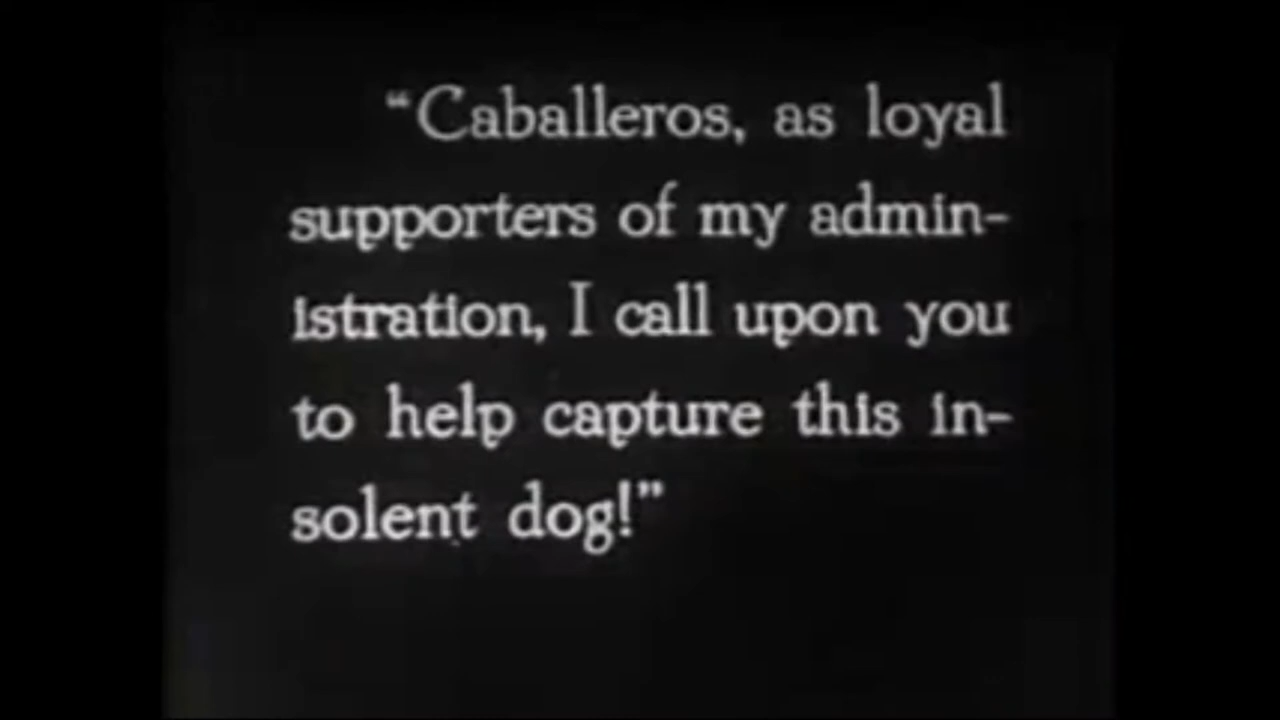 “Caballeros, as loyal
supporters of my admin-
istration, I call upon you
to help capture this in-
solent dog!”